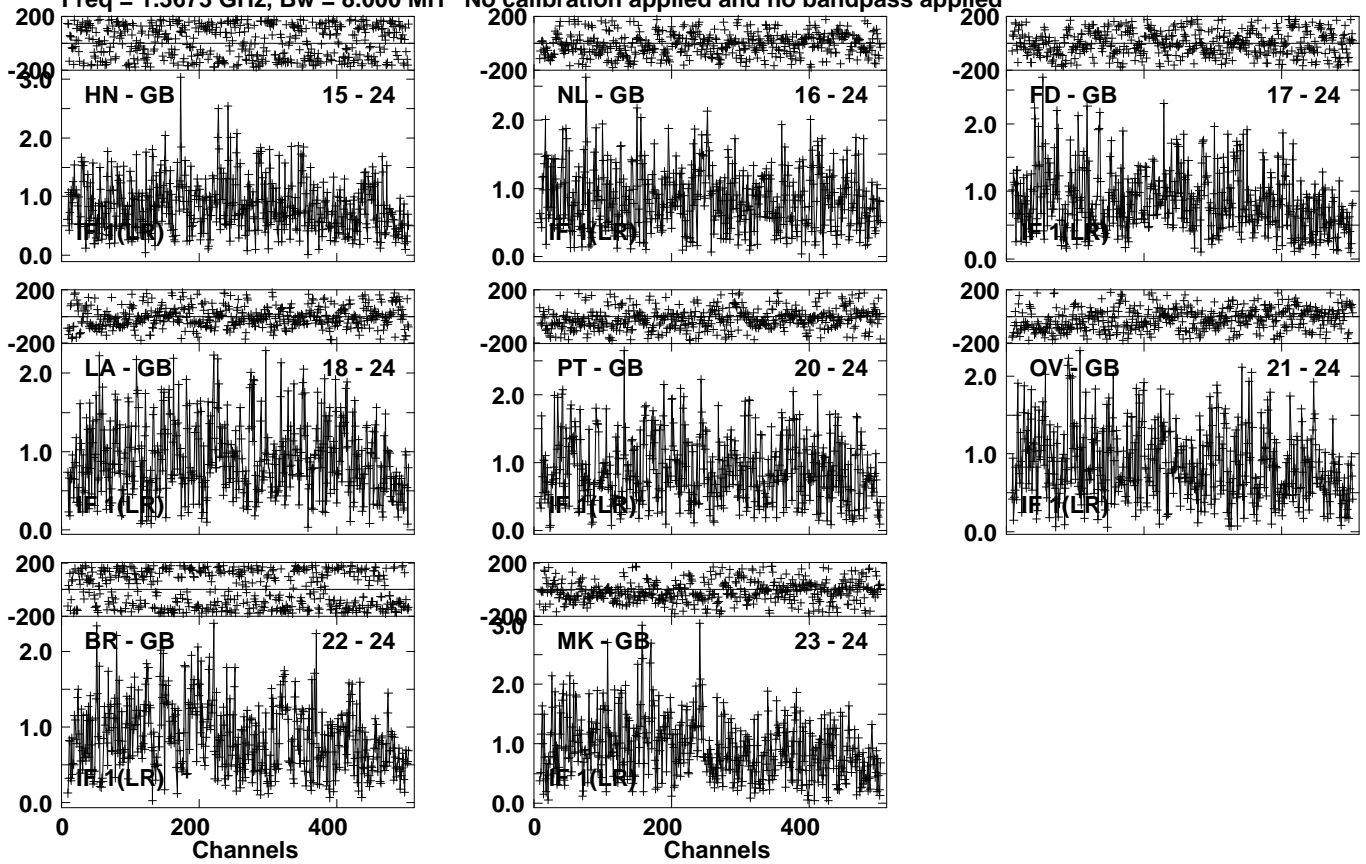 Freq = 1.3675 GHz, Bw = 8.000 MH No calibration applied and no bandpass applied
200 200 200
-200 -200 -200
3.0
HN - GB 15 - 24 NL - GB 16 - 24 FD - GB 17 - 24
2.0 2.0 2.0
1.0 1.0 1.0
IF 1(LR) IF 1(LR) IF 1(LR)
0.0 0.0 0.0
200 200 200
-200 -200 -200
LA - GB 18 - 24 PT - GB 20 - 24 OV - GB 21 - 24
2.0 2.0 2.0
1.0 1.0 1.0
IF 1(LR) IF 1(LR) IF 1(LR)
0.0 0.0 0.0
200 200
-200 -200
3.0
BR - GB 22 - 24 MK - GB 23 - 24
2.0 2.0
1.0 1.0
IF 1(LR) IF 1(LR)
0.0 0.0
0 200 400 0 200 400
Channels Channels